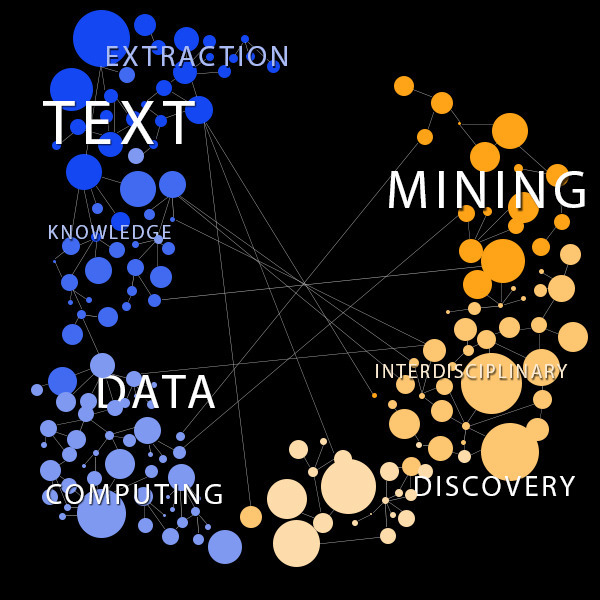 EXTRACTION
TEXT
MINING
KNOWLEDGE
INTERDISCIPLINARY
DATA
COMPUTING
DISCOVERY